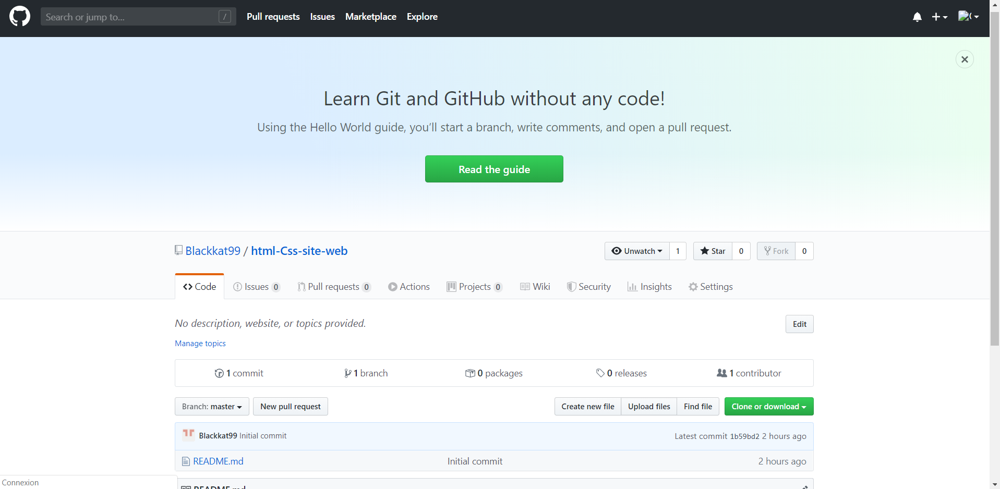 Search or jump to... / Pull requests Issues Marketplace Explore
Learn Git and GitHub without any code!
Using the Hello World guide, you’ll start a branch, write comments, and open a pull request.
Read the guide
Blackkat99 / html-Css-site-web Unwatch 1 Star 0 Fork 0
Code Issues 0 Pull requests 0 Actions Projects 0 Wiki Security Insights Settings
No description, website, or topics provided. Edit
Manage topics
1 commit 1 branch 0 packages 0 releases 1 contributor
Branch: master New pull request Create new file Upload files Find file Clone or download
Blackkat99 Initial commit Latest commit 1b59bd2 2 hours ago
README.md Initial commit 2 hours ago
Connexion
README.md